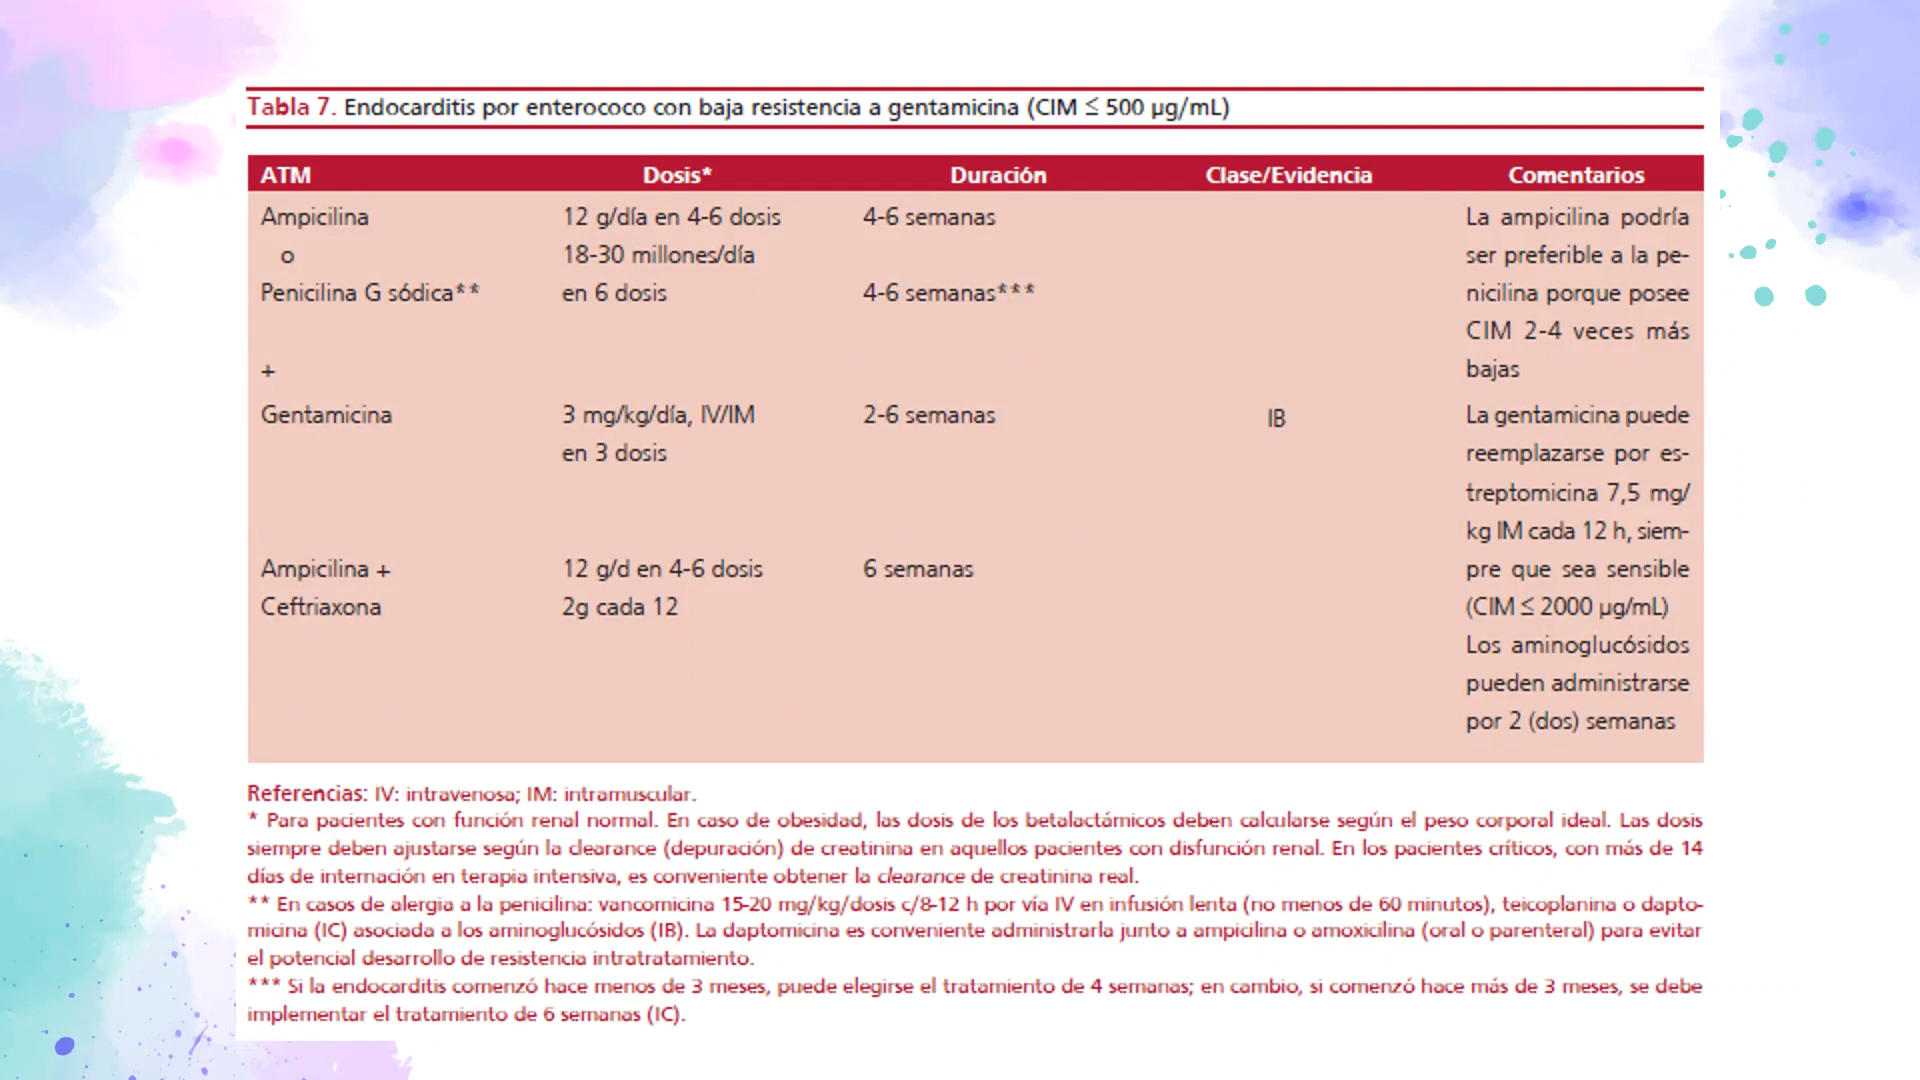 Tabla 7. Endocarditis por enterococo con baja resistencia a gentamicina (CIM ≤ 500 µg/mL)
ATM Dosis* Duración Clase/Evidencia Comentarios
Ampicilina 12 g/día en 4-6 dosis 4-6 semanas La ampicilina podría
o 18-30 millones/día ser preferible a la pe-
Penicilina G sódica** en 6 dosis 4-6 semanas*** nicilina porque posee
CIM 2-4 veces más
+ bajas
Gentamicina 3 mg/kg/día, IV/IM 2-6 semanas IB La gentamicina puede
en 3 dosis reemplazarse por es-
treptomicina 7,5 mg/
kg IM cada 12 h, siem-
Ampicilina + 12 g/d en 4-6 dosis 6 semanas pre que sea sensible
Ceftriaxona 2g cada 12 (CIM ≤ 2000 µg/mL)
Los aminoglucósidos
pueden administrarse
por 2 (dos) semanas
Referencias: IV: intravenosa; IM: intramuscular.
* Para pacientes con función renal normal. En caso de obesidad, las dosis de los betalactámicos deben calcularse según el peso corporal ideal. Las dosis
siempre deben ajustarse según la clearance (depuración) de creatinina en aquellos pacientes con disfunción renal. En los pacientes críticos, con más de 14
días de internación en terapia intensiva, es conveniente obtener la clearance de creatinina real.
** En casos de alergia a la penicilina: vancomicina 15-20 mg/kg/dosis c/8-12 h por vía IV en infusión lenta (no menos de 60 minutos), teicoplanina o dapto-
micina (IC) asociada a los aminoglucósidos (IB). La daptomicina es conveniente administrarla junto a ampicilina o amoxicilina (oral o parenteral) para evitar
el potencial desarrollo de resistencia intratratamiento.
*** Si la endocarditis comenzó hace menos de 3 meses, puede elegirse el tratamiento de 4 semanas; en cambio, si comenzó hace más de 3 meses, se debe
implementar el tratamiento de 6 semanas (IC).